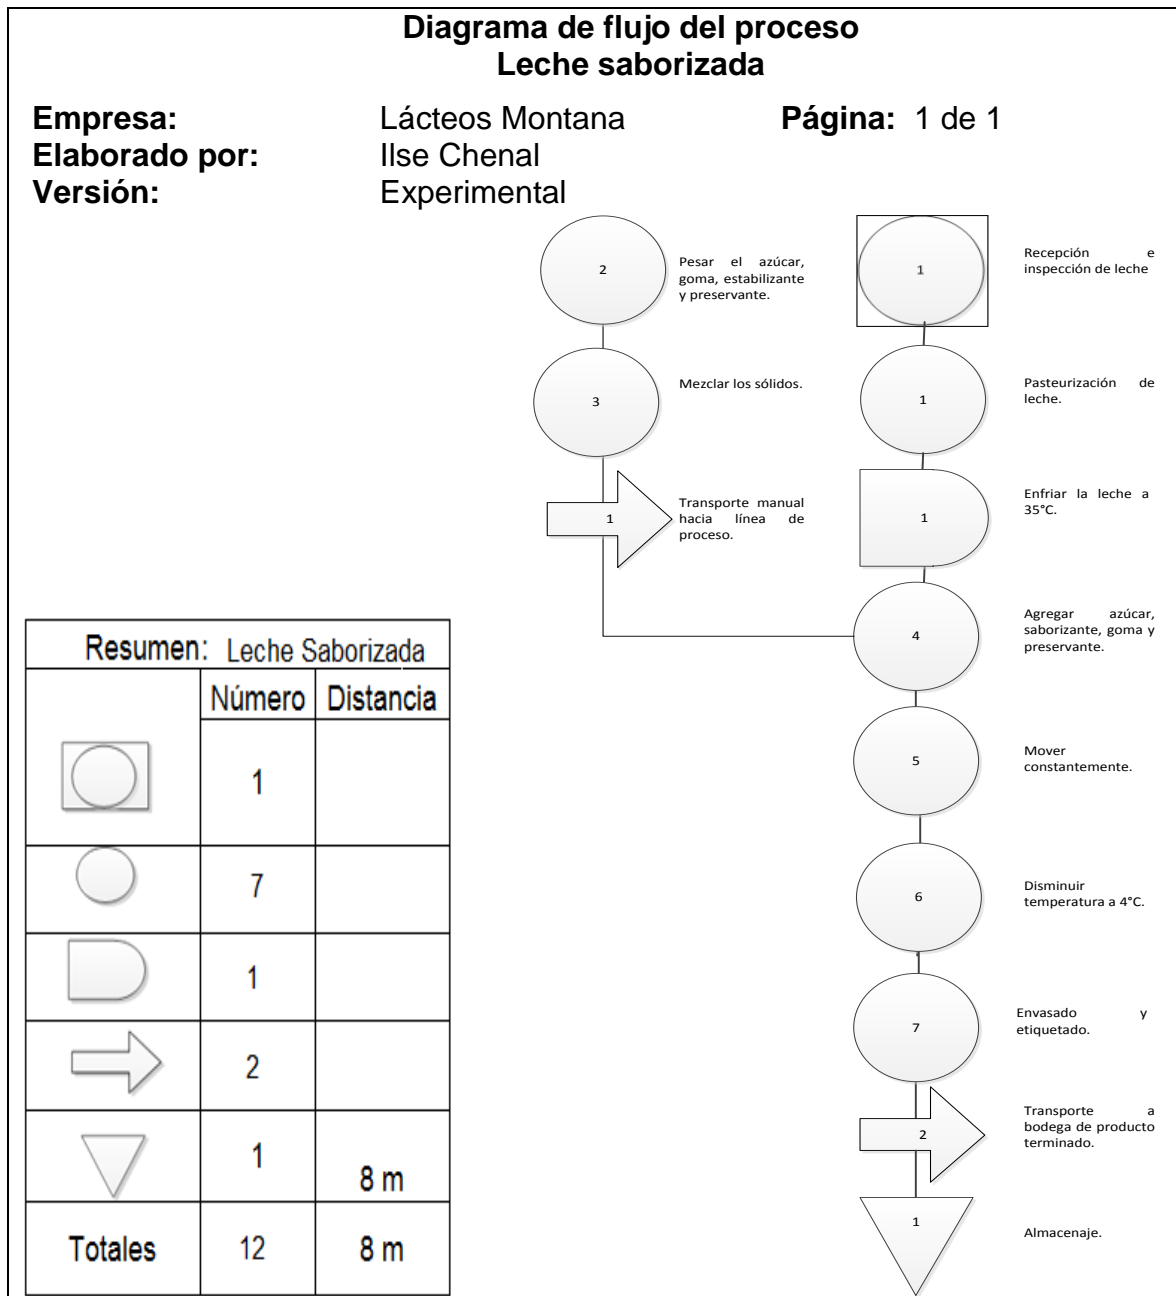 Diagrama de flujo del proceso
Leche saborizada
Empresa: Lácteos Montana Página: 1 de 1
Elaborado por: Ilse Chenal
Versión: Experimental
2
Pesar el azúcar,
goma, estabilizante
y preservante.
1
Recepción e
inspección de leche
3
Mezclar los sólidos.
1
Pasteurización de
leche.
1
Transporte manual
hacia línea de
proceso.
1
Enfriar la leche a
35°C.
4
Agregar azúcar,
saborizante, goma y
preservante.
5
Mover
constantemente.
6
Disminuir
temperatura a 4°C.
7
Envasado y
etiquetado.
2
Transporte a
bodega de producto
terminado.
1
Almacenaje.
Resumen: Leche Saborizada
Número Distancia
1
7
1
2
1 8 m
Totales 12 8 m